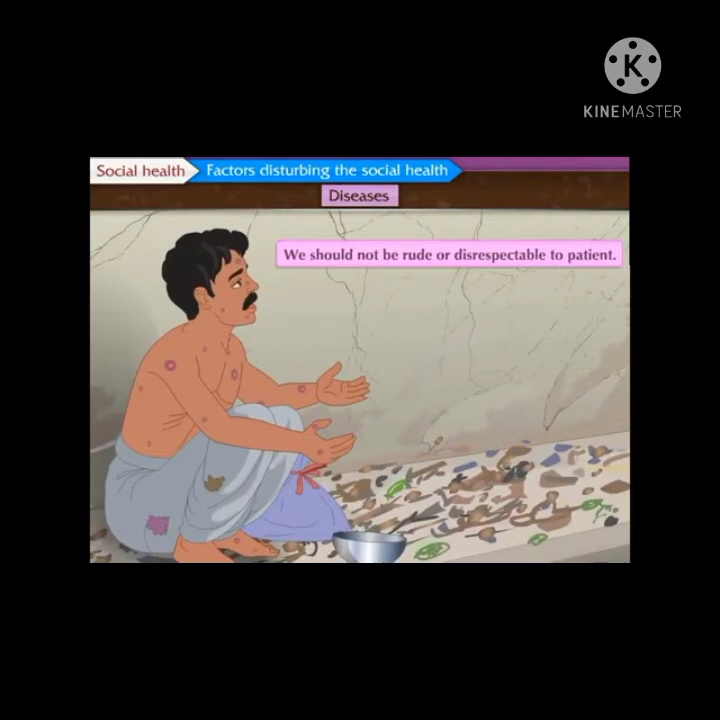 KINEMASTER
Social health
Factors disturbing the social health
Diseases
We should not be rude or disrespectable to patient.